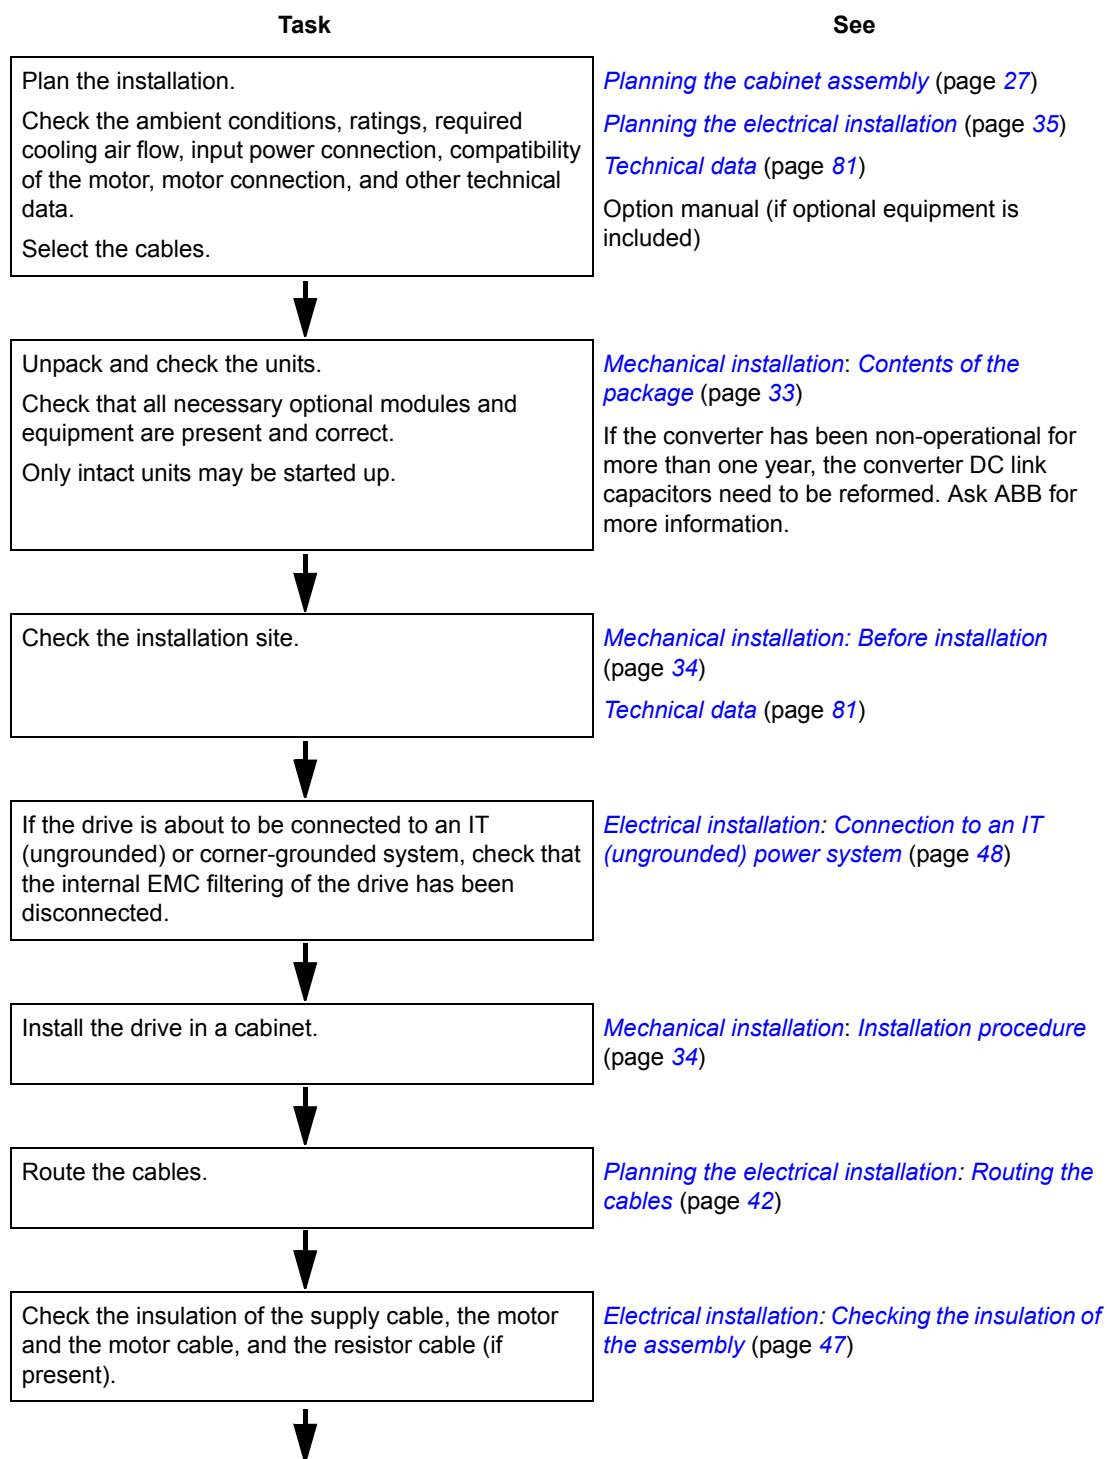 Task
See
Plan the installation.
Check the ambient conditions, ratings, required
cooling air flow, input power connection, compatibility
of the motor, motor connection, and other technical
data.
Select the cables.
Planning the cabinet assembly (page 27)
Planning the electrical installation (page 35)
Technical data (page 81)
Option manual (if optional equipment is
included)
Unpack and check the units.
Check that all necessary optional modules and
equipment are present and correct.
Only intact units may be started up.
Mechanical installation: Contents of the
package (page 33)
If the converter has been non-operational for
more than one year, the converter DC link
capacitors need to be reformed. Ask ABB for
more information.
Check the installation site.
Mechanical installation: Before installation
(page 34)
Technical data (page 81)
If the drive is about to be connected to an IT
(ungrounded) or corner-grounded system, check that
the internal EMC filtering of the drive has been
disconnected.
Electrical installation: Connection to an IT
(ungrounded) power system (page 48)
Install the drive in a cabinet.
Mechanical installation: Installation procedure
(page 34)
Route the cables.
Planning the electrical installation: Routing the
cables (page 42)
Check the insulation of the supply cable, the motor
and the motor cable, and the resistor cable (if
present).
Electrical installation: Checking the insulation of
the assembly (page 47)